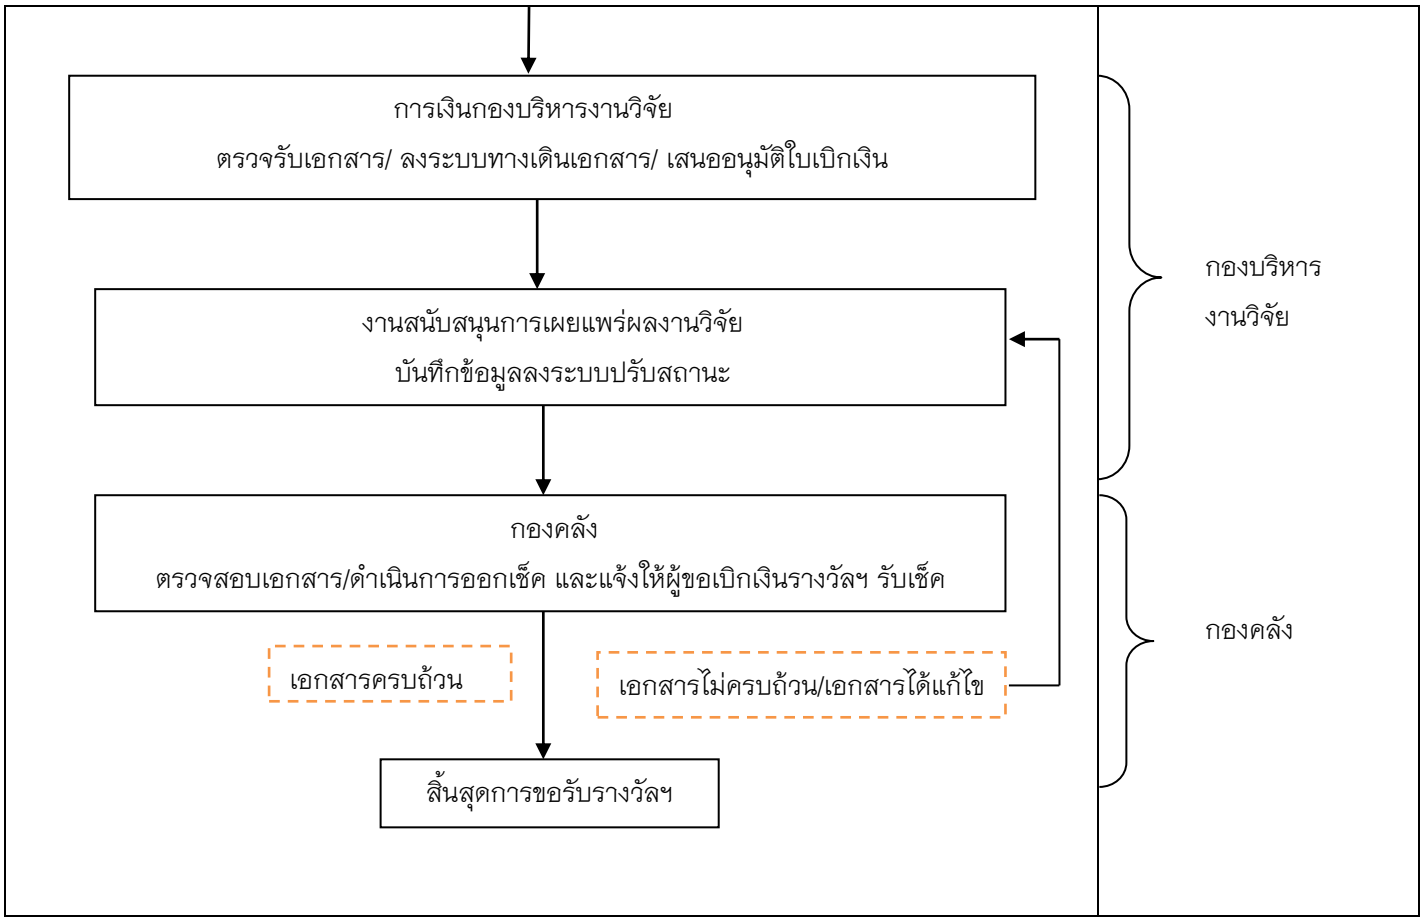 การเงินกองบริหารงานวิจัย
ตรวจรับเอกสาร/ ลงระบบทางเดินเอกสาร/ เสนออนุมัติใบเบิกเงิน
กองบริหาร
งานวิจัย
งานสนับสนุนการเผยแพร่ผลงานวิจัย
บันทึกข้อมูลลงระบบปรับสถานะ
กองคลัง
ตรวจสอบเอกสาร/ดำเนินการออกเช็ค และแจ้งให้ผู้ขอเบิกเงินรางวัลฯ รับเช็ค
กองคลัง
เอกสารครบถ้วน
เอกสารไม่ครบถ้วน/เอกสารได้แก้ไข
สิ้นสุดการขอรับรางวัลฯ